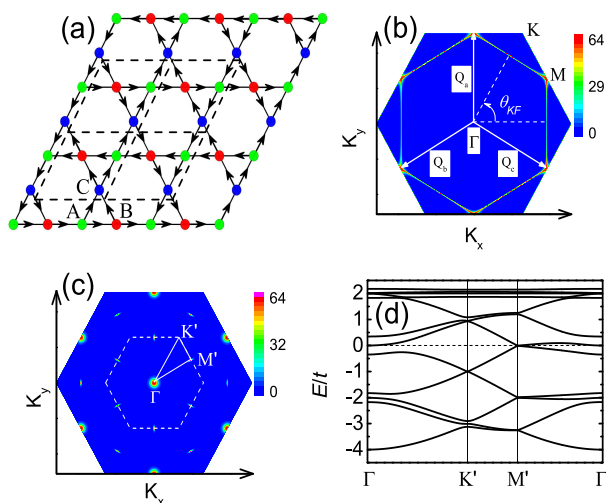 (a)
C
A
B
(b)
K
M
Q_a
θ_KF
Γ
Q_b
Q_c
K_y
K_x
64
29
0
(c)
K'
M'
Γ
K_y
K_x
64
32
0
(d)
E/t
2
1
0
-1
-2
-3
-4
Γ
K'
M'
Γ